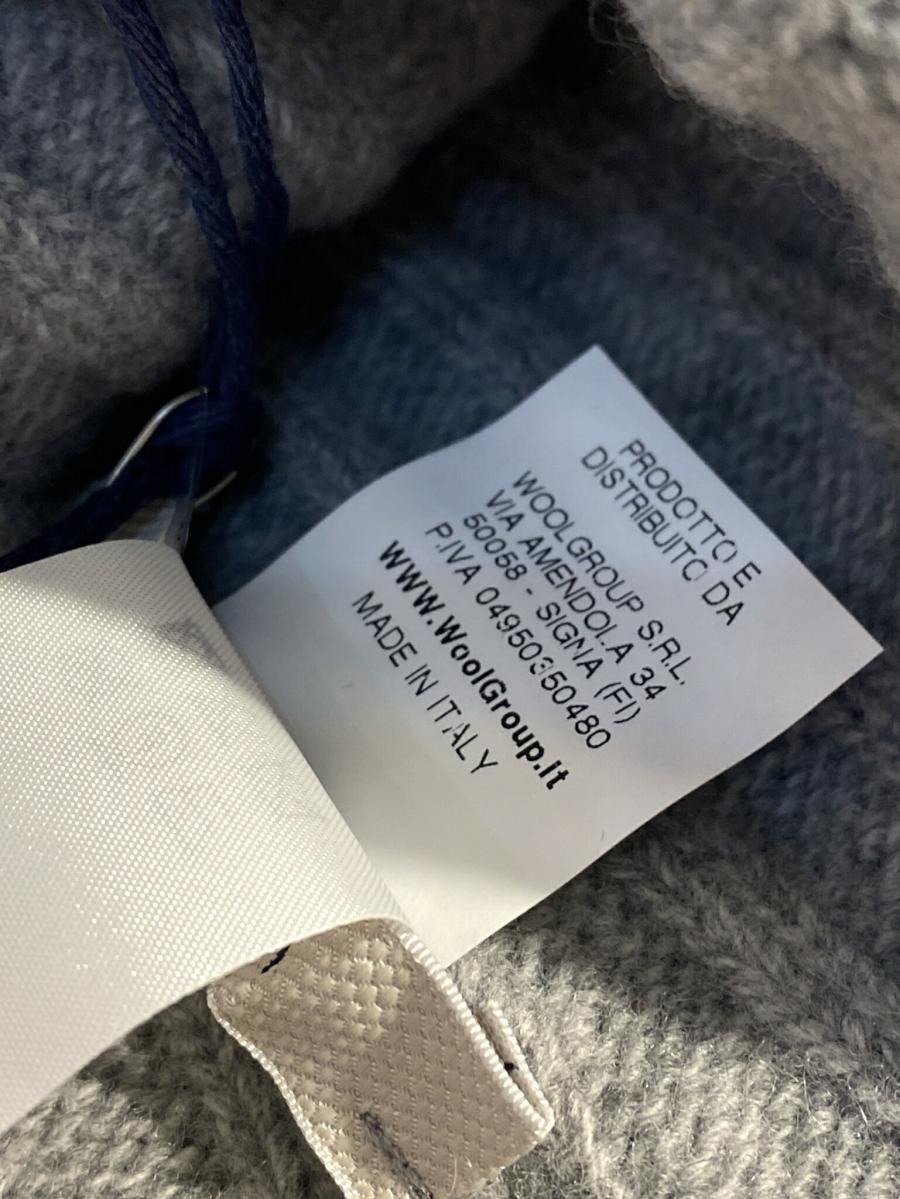 PRODOTTO E
DISTRIBUITO DA
WOOLGROUP S.R.L.
VIA AMENDOLA 34
50058 - SIGNA (FI)
P.IVA 04950350480
www.WoolGroup.it
MADE IN ITALY